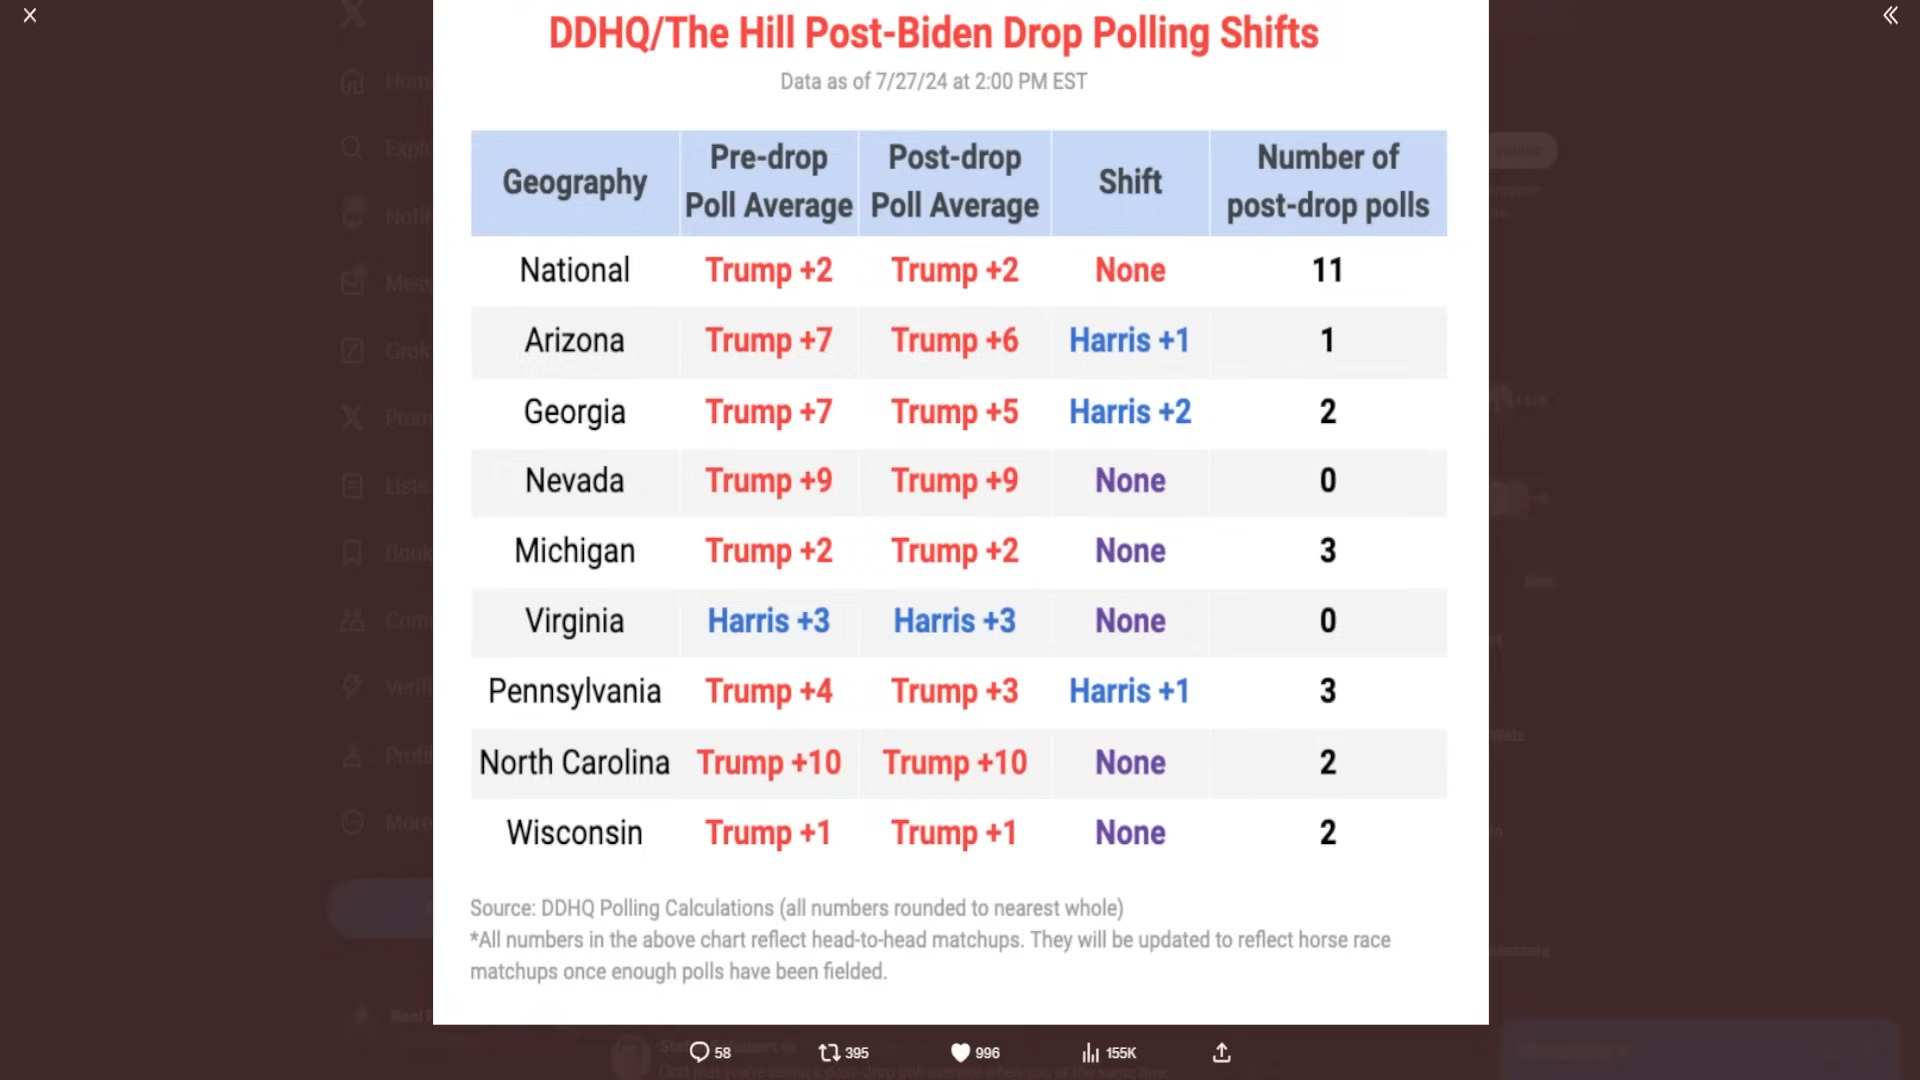 DDHQ/The Hill Post-Biden Drop Polling Shifts
Data as of 7/27/24 at 2:00 PM EST
Geography Pre-drop Poll Average Post-drop Poll Average Shift Number of post-drop polls
National Trump +2 Trump +2 None 11
Arizona Trump +7 Trump +6 Harris +1 1
Georgia Trump +7 Trump +5 Harris +2 2
Nevada Trump +9 Trump +9 None 0
Michigan Trump +2 Trump +2 None 3
Virginia Harris +3 Harris +3 None 0
Pennsylvania Trump +4 Trump +3 Harris +1 3
North Carolina Trump +10 Trump +10 None 2
Wisconsin Trump +1 Trump +1 None 2
Source: DDHQ Polling Calculations (all numbers rounded to nearest whole)
*All numbers in the above chart reflect head-to-head matchups. They will be updated to reflect horse race
matchups once enough polls have been fielded.
58 395 996 155K